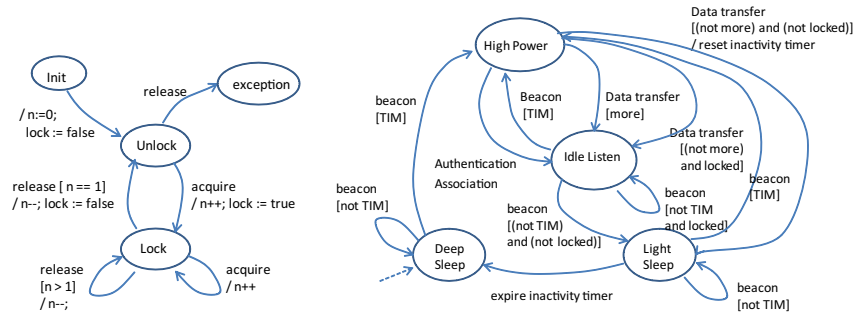 Init
/ n:=0;
lock := false
release
exception
Unlock
release [ n == 1]
/ n--; lock := false
acquire
/ n++; lock := true
Lock
release
[n > 1]
/ n--;
acquire
/ n++
High Power
Data transfer
[(not more) and (not locked)]
/ reset inactivity timer
beacon
[TIM]
Beacon
[TIM]
Data transfer
[more]
Authentication
Association
Idle Listen
Data transfer
[(not more)
and locked]
beacon
[TIM]
beacon
[not TIM]
beacon
[(not TIM)
and (not locked)]
beacon
[not TIM
and locked]
Deep
Sleep
Light
Sleep
expire inactivity timer
beacon
[not TIM]